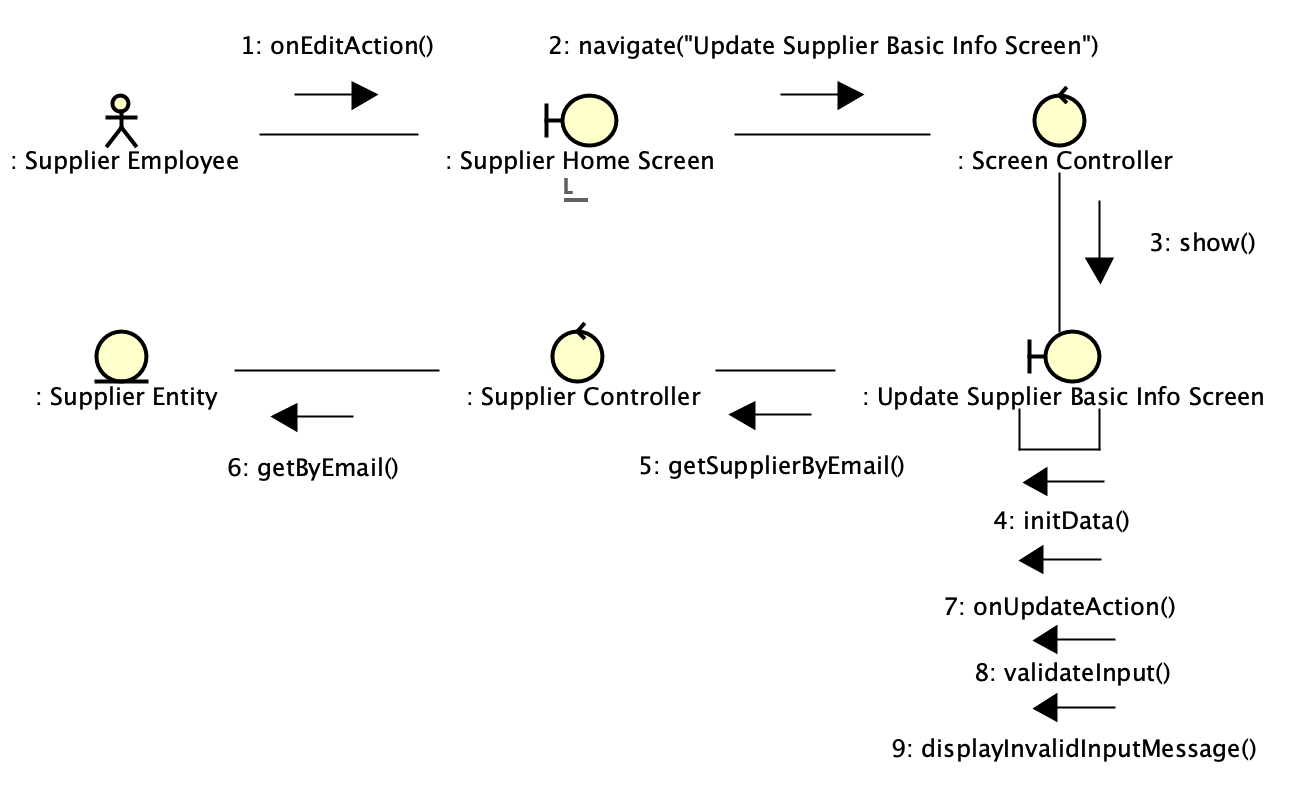 1: onEditAction()
2: navigate("Update Supplier Basic Info Screen")
: Supplier Employee
: Supplier Home Screen
: Screen Controller
L
3: show()
: Supplier Entity
: Supplier Controller
: Update Supplier Basic Info Screen
6: getByEmail()
5: getSupplierByEmail()
4: initData()
7: onUpdateAction()
8: validateInput()
9: displayInvalidInputMessage()